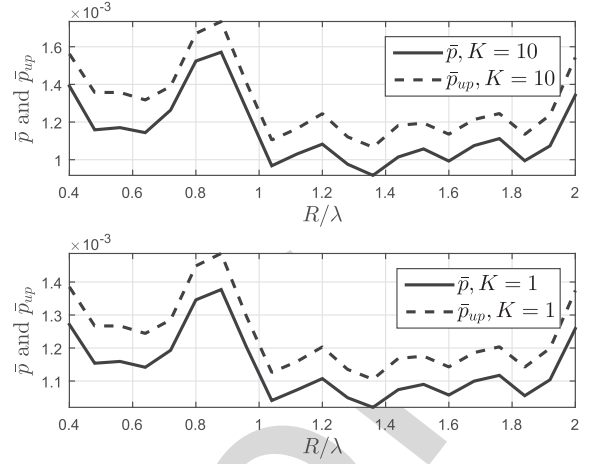 ×10⁻³
1.6
1.4
1.2
1
p̄ and p̄_up
p̄, K = 10
p̄_up, K = 10
0.4 0.6 0.8 1 1.2 1.4 1.6 1.8 2
R/λ
×10⁻³
1.4
1.3
1.2
1.1
p̄ and p̄_up
p̄, K = 1
p̄_up, K = 1
0.4 0.6 0.8 1 1.2 1.4 1.6 1.8 2
R/λ